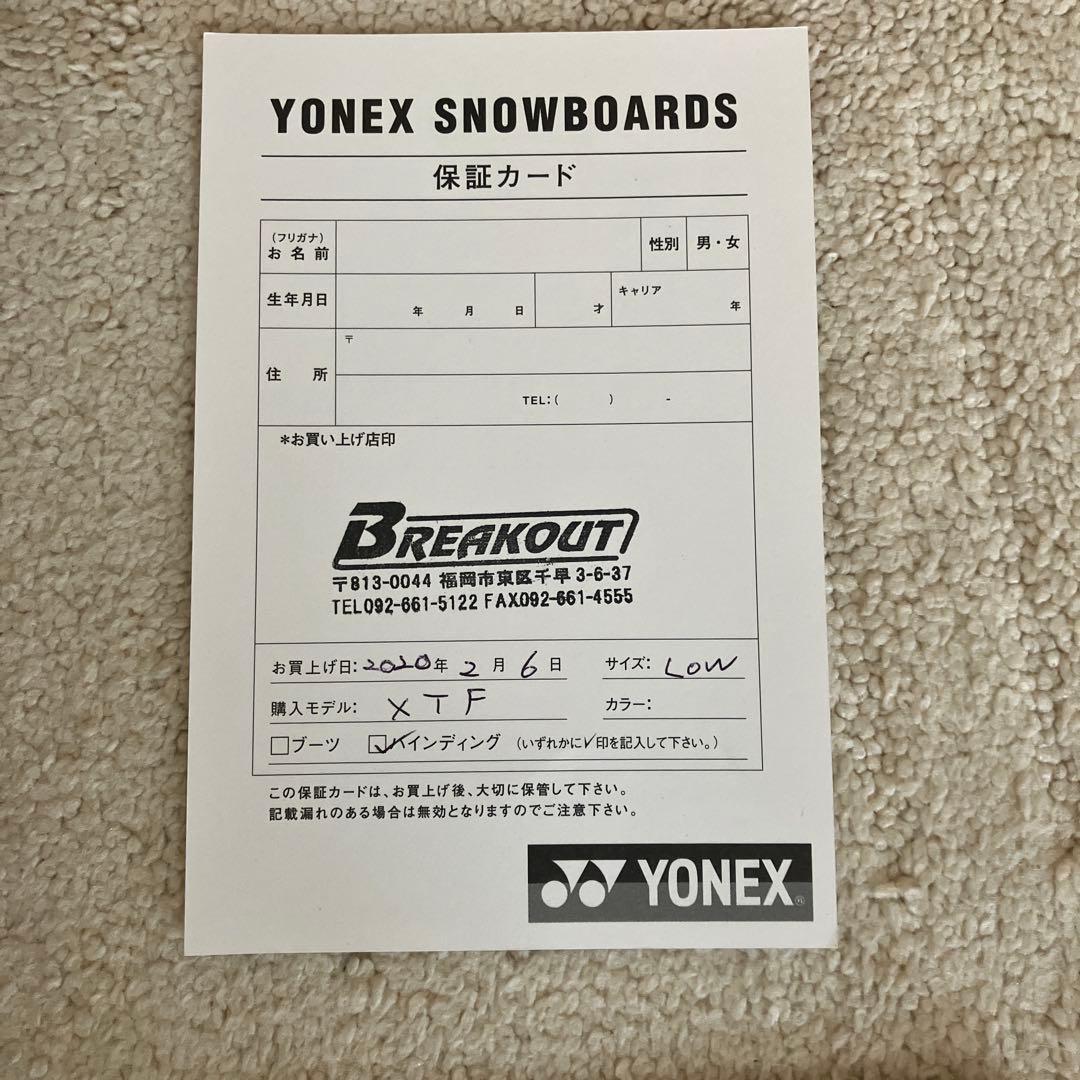 YONEX SNOWBOARDS
保証カード
(フリガナ)
お名前
性別 男・女
生年月日 年 月 日 才 キャリア 年
住 所 〒
TEL:( ) -
*お買い上げ店印
BREAKOUT
〒813-0044 福岡市東区千早3-6-37
TEL092-661-5122 FAX092-661-4555
お買上げ日:2020年 2月 6日 サイズ: LOW
購入モデル: XTF カラー:
□ブーツ ☑バインディング (いずれかに✓印を記入して下さい。)
この保証カードは、お買上げ後、大切に保管して下さい。
記載漏れのある場合は無効となりますのでご注意下さい。
YONEX®